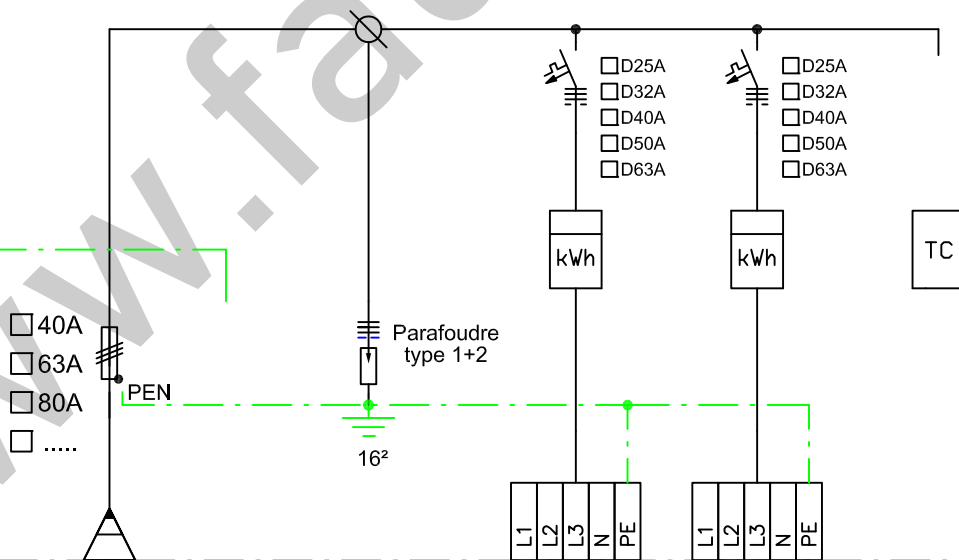 www.fa
D25A
D32A
D40A
D50A
D63A
D25A
D32A
D40A
D50A
D63A
kWh
kWh
TC
40A
63A
80A
.....
PEN
Parafoudre
type 1+2
16²
L1
L2
L3
N
PE
L1
L2
L3
N
PE